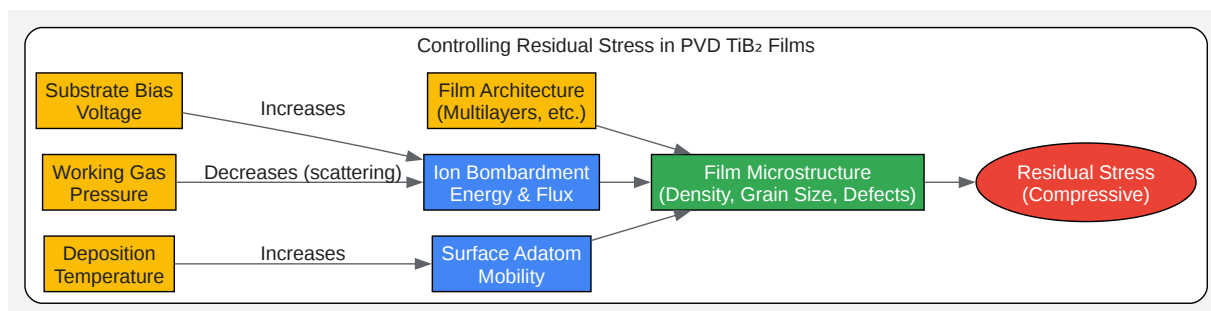 Controlling Residual Stress in PVD TiB₂ Films
Substrate Bias
Voltage
Increases
Film Architecture
(Multilayers, etc.)
Working Gas
Pressure
Decreases (scattering)
Ion Bombardment
Energy & Flux
Film Microstructure
(Density, Grain Size, Defects)
Residual Stress
(Compressive)
Deposition
Temperature
Increases
Surface Adatom
Mobility